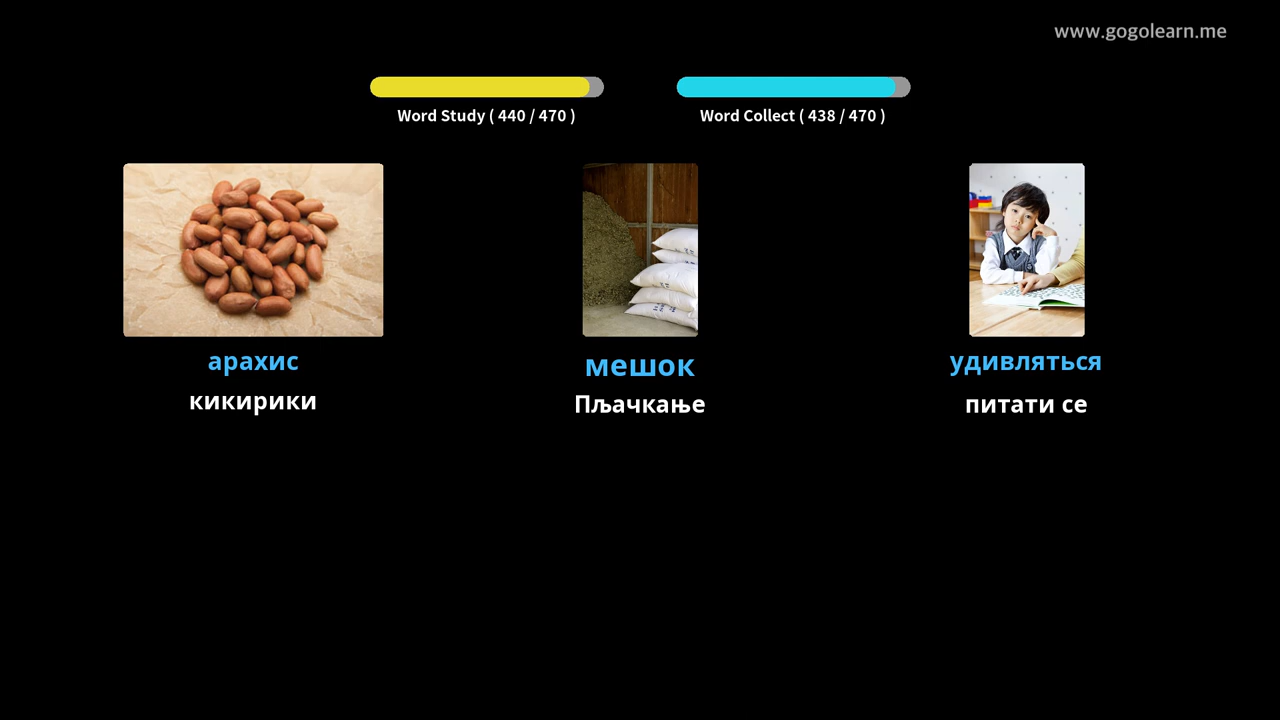 www.gogolearn.me
Word Study ( 440 / 470 )
Word Collect ( 438 / 470 )
арахис
мешок
удивляться
кикирики
Пљачкање
питати се